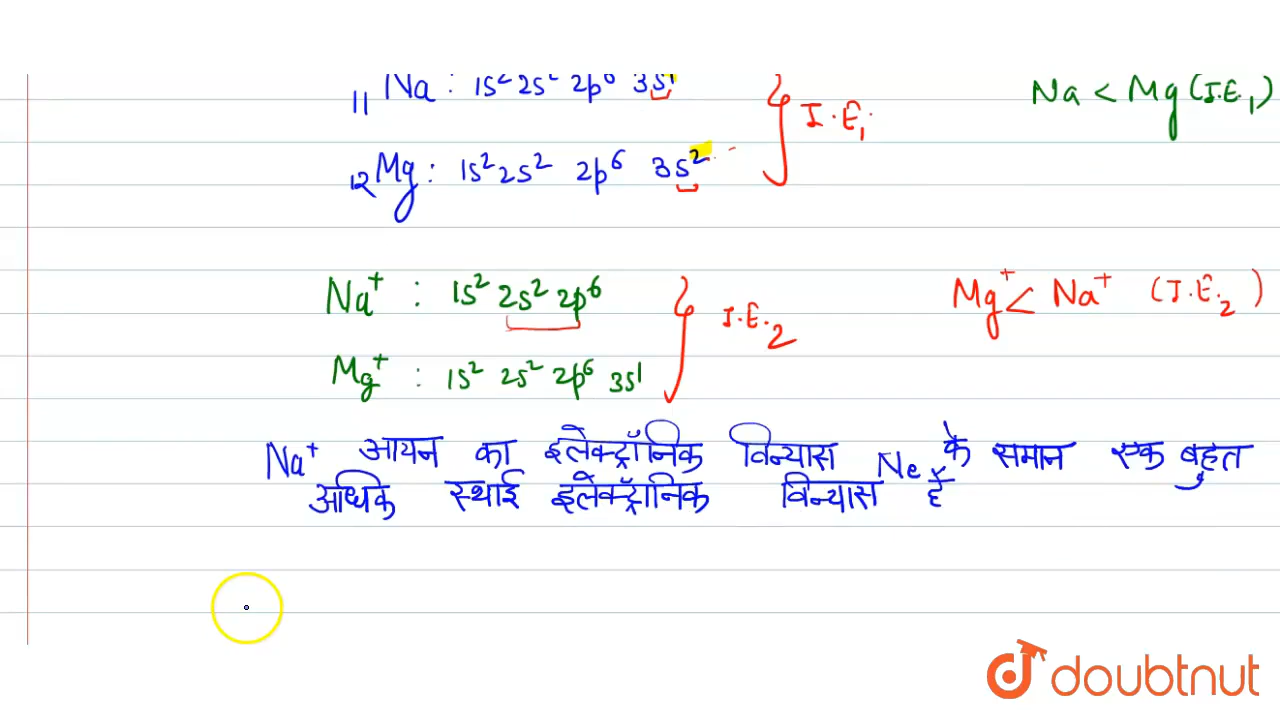 ₁₁Na : 1s² 2s² 2p⁶ 3s¹ } I.E₁. Na < Mg (I.E.₁)
₁₂Mg : 1s² 2s² 2p⁶ 3s²
Na⁺ : 1s² 2s² 2p⁶ } I.E.₂ Mg⁺ < Na⁺ (I.E.₂)
Mg⁺ : 1s² 2s² 2p⁶ 3s¹
Na⁺ आयन का इलेक्ट्रॉनिक विन्यास Ne के समान एक बहुत
अधिक स्थाई इलेक्ट्रॉनिक विन्यास है
doubtnut